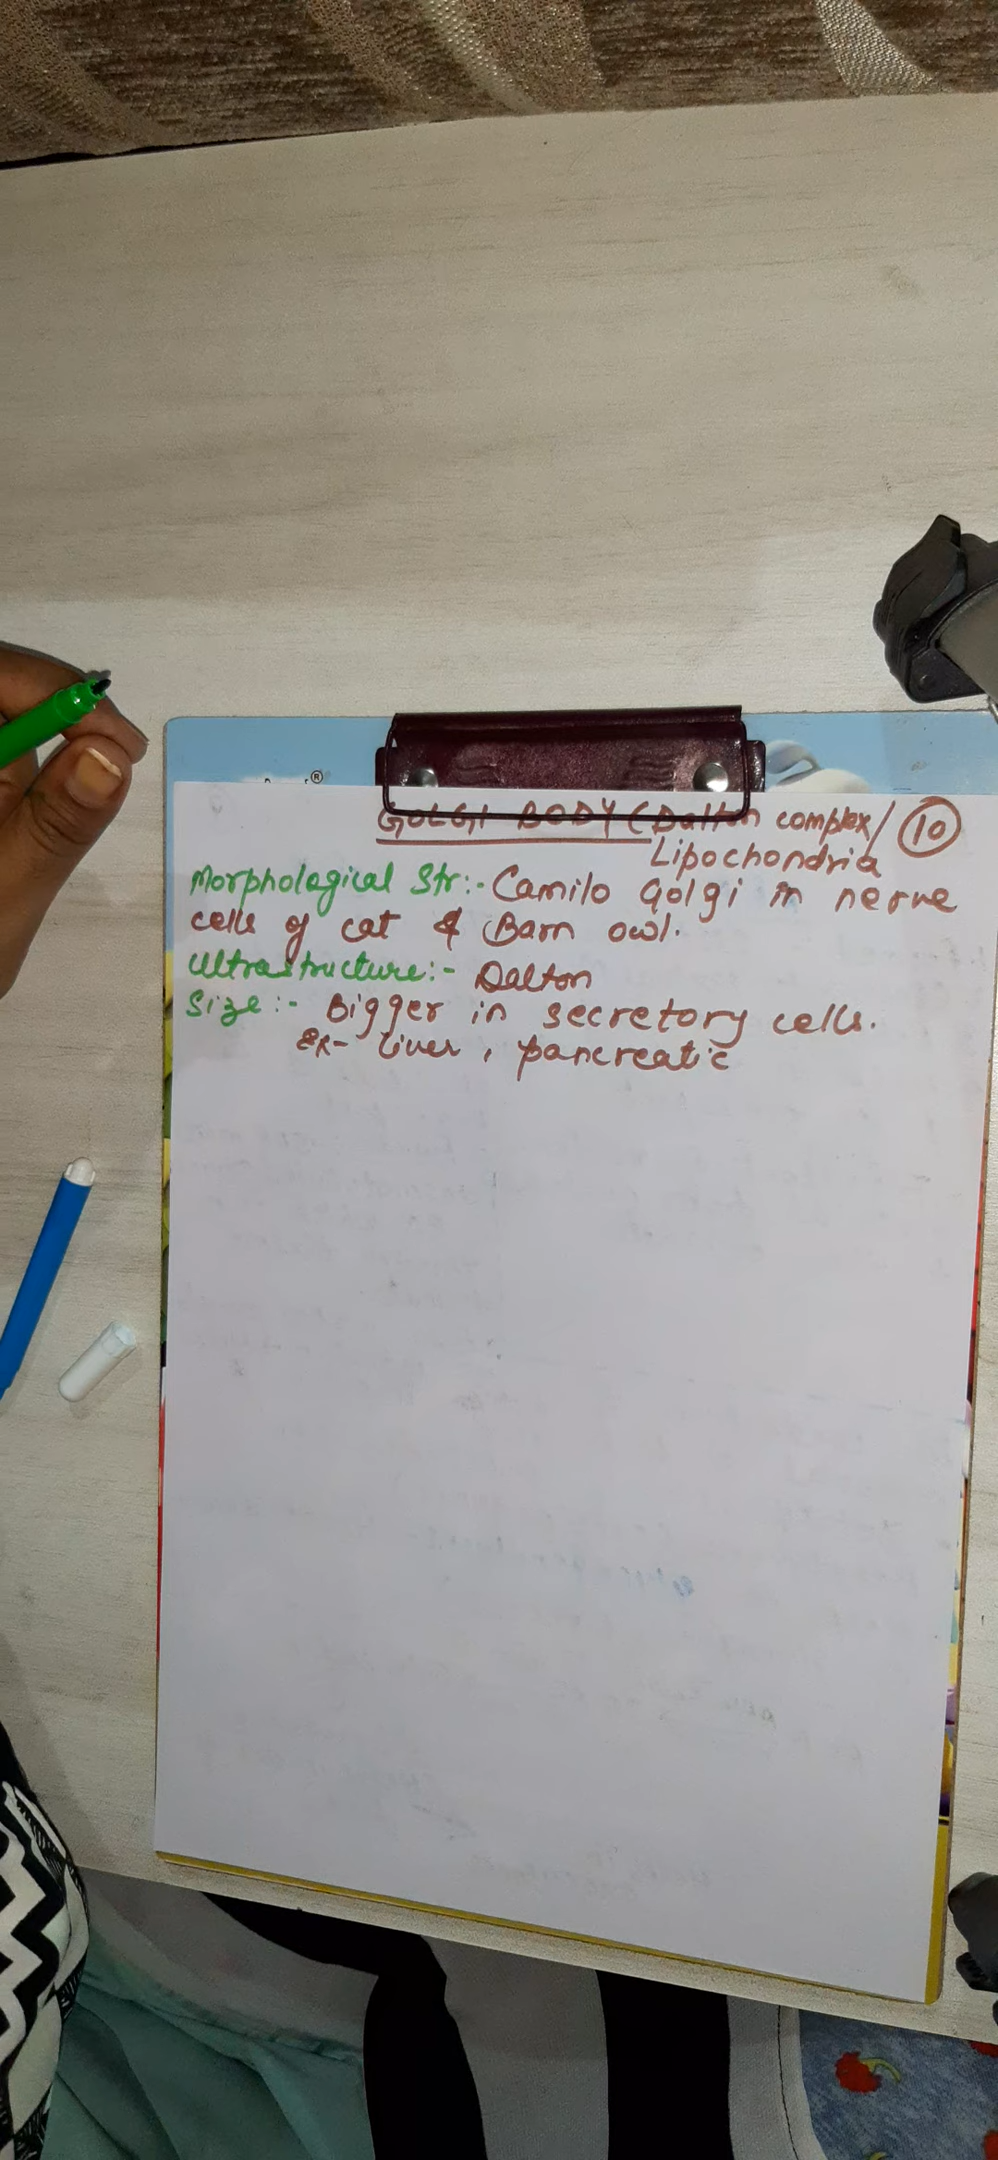 GOLGI BODY (Dalton complex/ 10
Lipochondria
Morphological Str:- Camilo Golgi in nerve
cells of cat & Barn owl.
Ultrastructure:- Dalton
Size:- Bigger in secretory cells.
Ex- liver, pancreatic